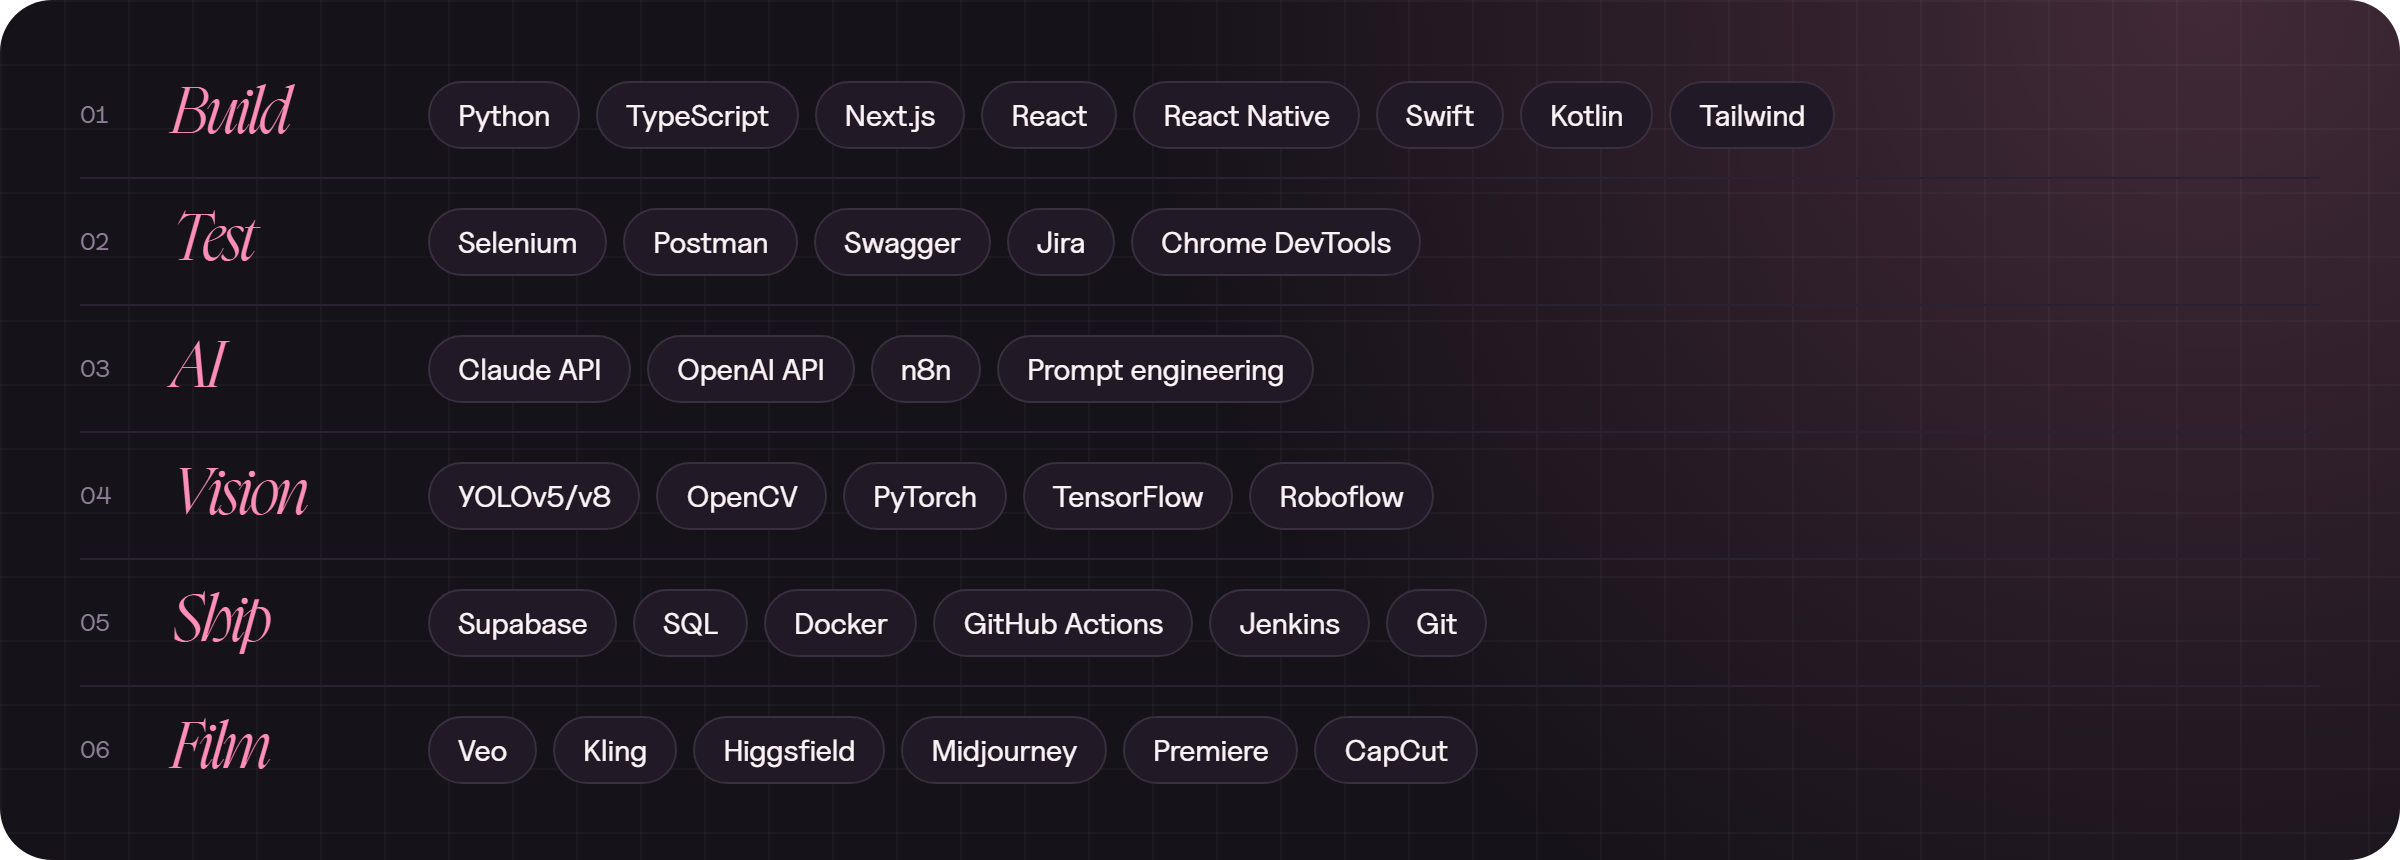 01 Build Python TypeScript Next.js React React Native Swift Kotlin Tailwind
02 Test Selenium Postman Swagger Jira Chrome DevTools
03 AI Claude API OpenAI API n8n Prompt engineering
04 Vision YOLOv5/v8 OpenCV PyTorch TensorFlow Roboflow
05 Ship Supabase SQL Docker GitHub Actions Jenkins Git
06 Film Veo Kling Higgsfield Midjourney Premiere CapCut